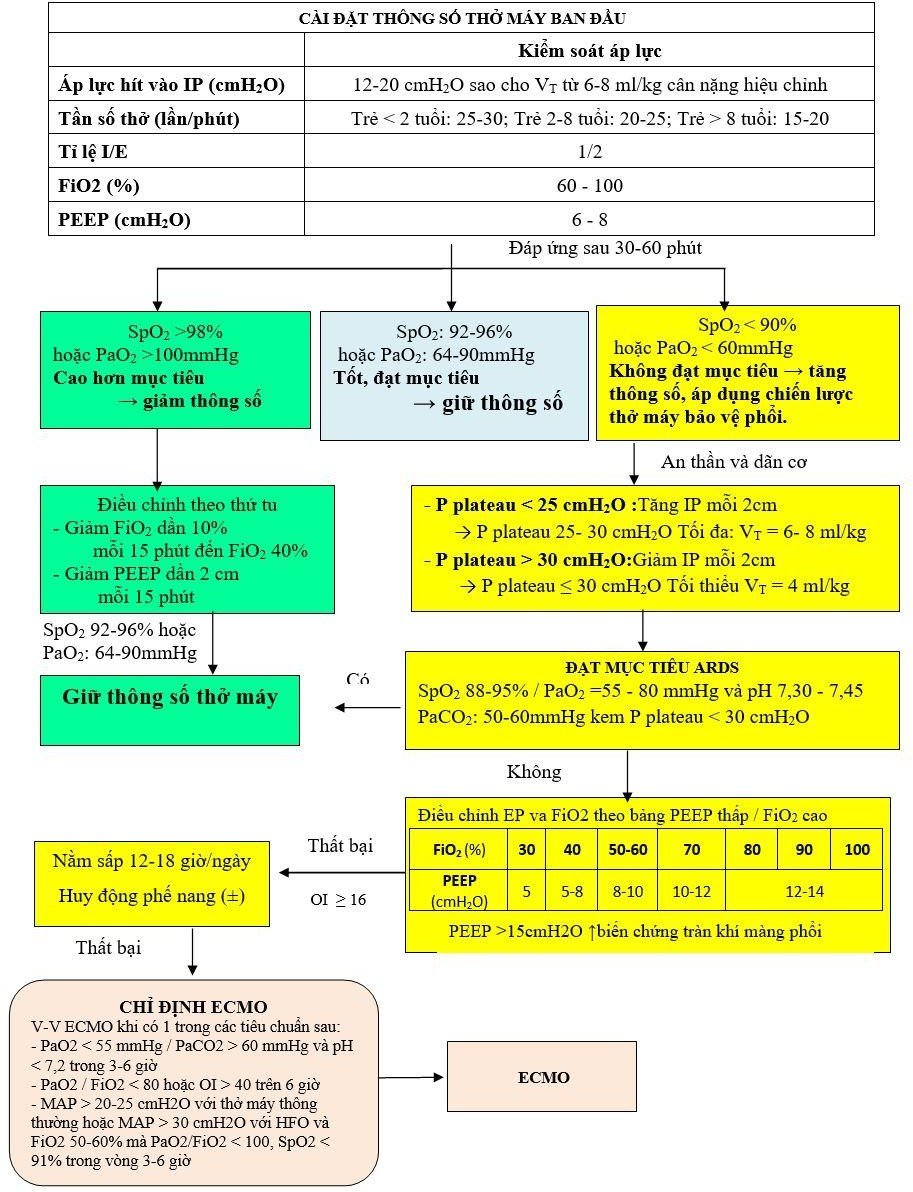 CÀI ĐẶT THÔNG SỐ THỞ MÁY BAN ĐẦU
Kiểm soát áp lực
Áp lực hít vào IP (cmH₂O) 12-20 cmH₂O sao cho V_T từ 6-8 ml/kg cân nặng hiệu chỉnh
Tần số thở (lần/phút) Trẻ < 2 tuổi: 25-30; Trẻ 2-8 tuổi: 20-25; Trẻ > 8 tuổi: 15-20
Tỉ lệ I/E 1/2
FiO2 (%) 60 - 100
PEEP (cmH₂O) 6 - 8
Đáp ứng sau 30-60 phút
SpO₂ >98%
hoặc PaO₂ >100mmHg
Cao hơn mục tiêu
→ giảm thông số
SpO₂: 92-96%
hoặc PaO₂: 64-90mmHg
Tốt, đạt mục tiêu
→ giữ thông số
SpO₂ < 90%
hoặc PaO₂ < 60mmHg
Không đạt mục tiêu → tăng
thông số, áp dụng chiến lược
thở máy bảo vệ phổi.
An thần và dãn cơ
Điều chỉnh theo thứ tu
- Giảm FiO₂ dần 10%
mỗi 15 phút đến FiO₂ 40%
- Giảm PEEP dần 2 cm
mỗi 15 phút
- P plateau < 25 cmH₂O :Tăng IP mỗi 2cm
→ P plateau 25- 30 cmH₂O Tối đa: V_T = 6- 8 ml/kg
- P plateau > 30 cmH₂O:Giảm IP mỗi 2cm
→ P plateau ≤ 30 cmH₂O Tối thiểu V_T = 4 ml/kg
SpO₂ 92-96% hoặc
PaO₂: 64-90mmHg
Giữ thông số thở máy
Có
ĐẠT MỤC TIÊU ARDS
SpO₂ 88-95% / PaO₂ =55 - 80 mmHg và pH 7,30 - 7,45
PaCO₂: 50-60mmHg kem P plateau < 30 cmH₂O
Không
Điều chỉnh EP va FiO2 theo bảng PEEP thấp / FiO₂ cao
FiO₂ (%) 30 40 50-60 70 80 90 100
PEEP
(cmH₂O) 5 5-8 8-10 10-12 12-14
PEEP >15cmH2O ↑biến chứng tràn khí màng phổi
Thất bại
OI ≥ 16
Nằm sấp 12-18 giờ/ngày
Huy động phế nang (±)
Thất bại
CHỈ ĐỊNH ECMO
V-V ECMO khi có 1 trong các tiêu chuẩn sau:
- PaO2 < 55 mmHg / PaCO2 > 60 mmHg và pH
< 7,2 trong 3-6 giờ
- PaO2 / FiO2 < 80 hoặc OI > 40 trên 6 giờ
- MAP > 20-25 cmH2O với thở máy thông
thường hoặc MAP > 30 cmH2O với HFO và
FiO2 50-60% mà PaO2/FiO2 < 100, SpO2 <
91% trong vòng 3-6 giờ
ECMO